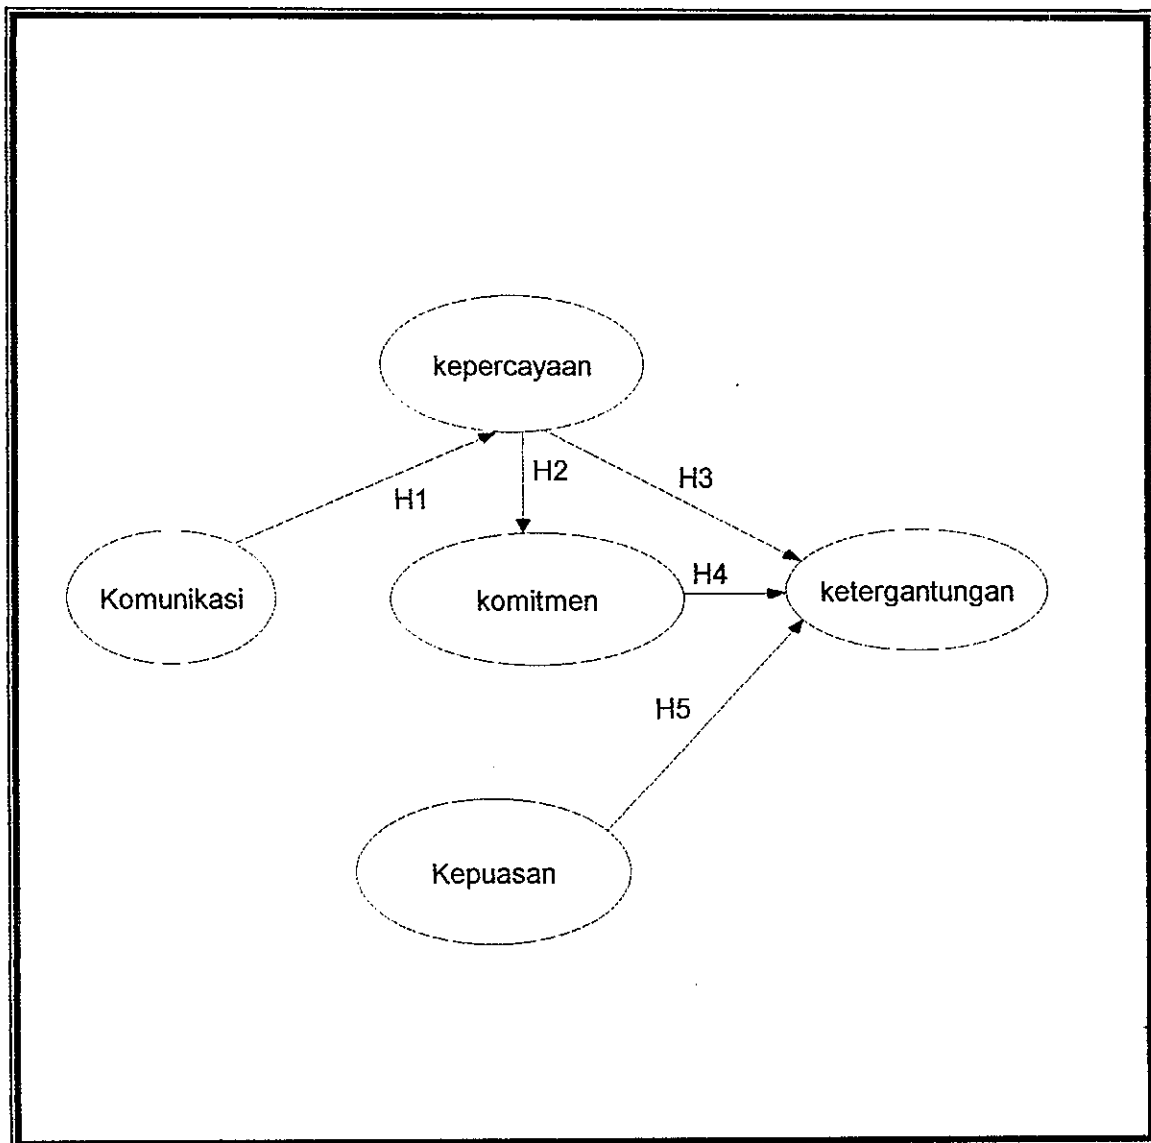 kepercayaan
H1
H2
H3
Komunikasi
komitmen
H4
ketergantungan
H5
Kepuasan